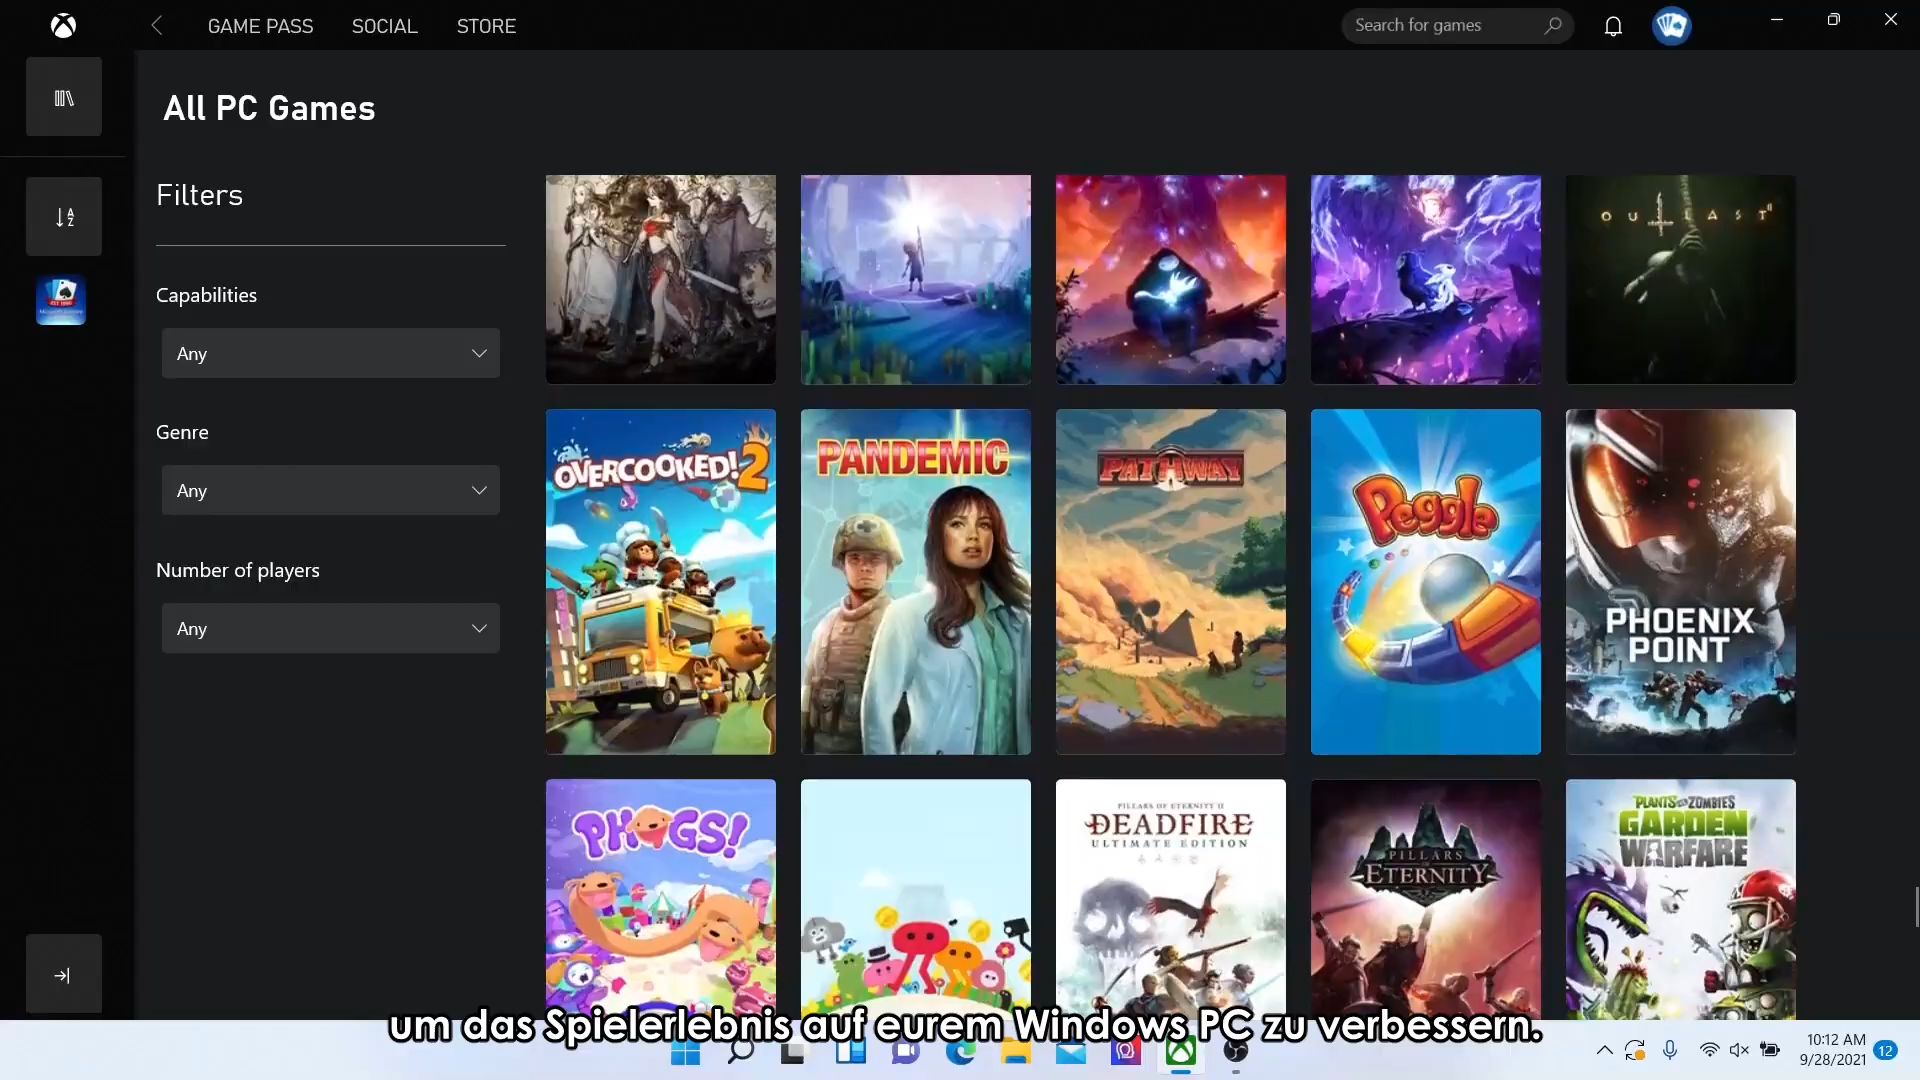 GAME PASS
SOCIAL
STORE
Search for games
All PC Games
Filters
Capabilities
Any
Genre
Any
Number of players
Any
OUTLAST II
OVERCOOKED! 2
PANDEMIC
PATHWAY
Peggle
PHOENIX
POINT
PHOGS!
PILLARS OF ETERNITY II
DEADFIRE
ULTIMATE EDITION
PILLARS
OF
ETERNITY
PLANTS VS ZOMBIES
GARDEN
WARFARE
um das Spielerlebnis auf eurem Windows PC zu verbessern.
10:12 AM
9/28/2021
12